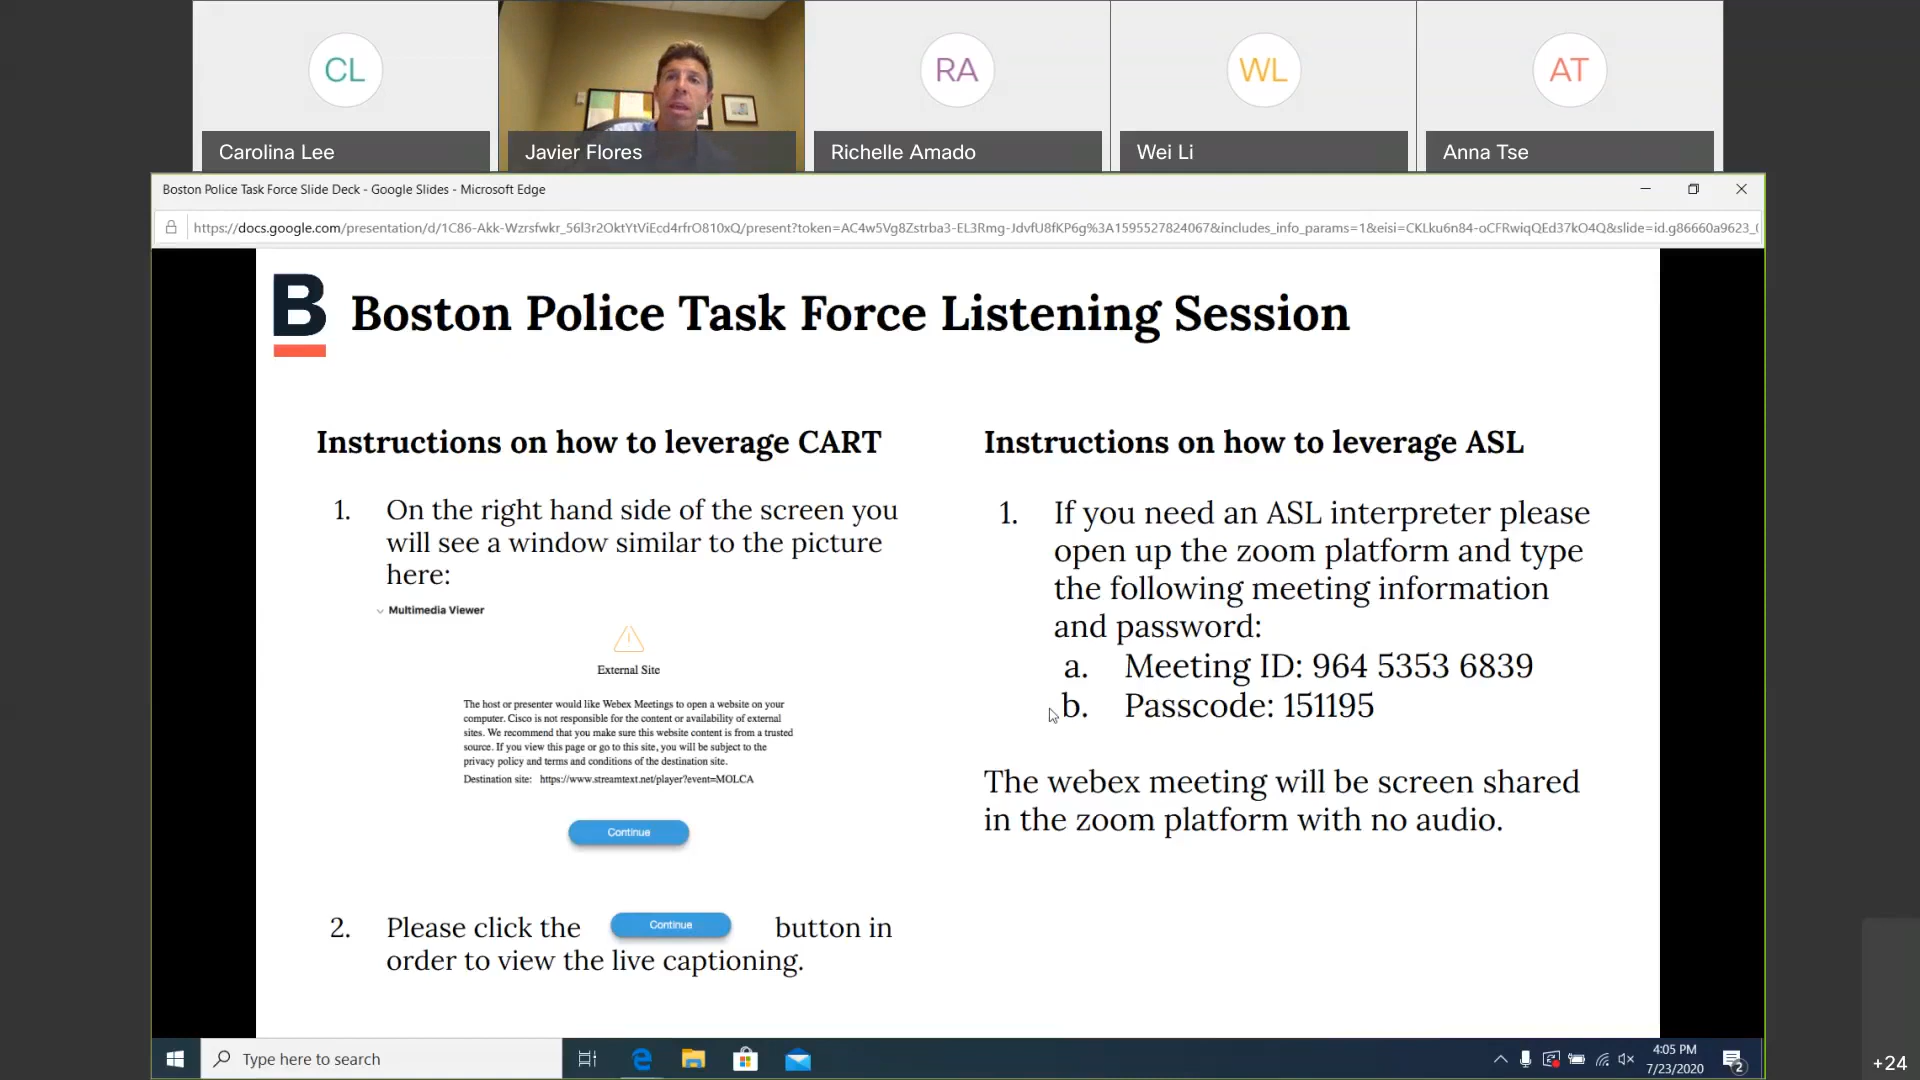 CL
RA
WL
AT
Carolina Lee
Javier Flores
Richelle Amado
Wei Li
Anna Tse
Boston Police Task Force Slide Deck - Google Slides - Microsoft Edge
https://docs.google.com/presentation/d/1C86-Akk-Wzrsfwkr_56l3r2OktYtViEcd4rfrO810xQ/present?token=AC4w5Vg8Zstrba3-EL3Rmg-JdvfU8fKP6g%3A1595527824067&includes_info_params=1&eisi=CKLku6n84-oCFRwiqQEd37kO4Q&slide=id.g86660a9623_
B
Boston Police Task Force Listening Session
Instructions on how to leverage CART
1. On the right hand side of the screen you
will see a window similar to the picture
here:
Multimedia Viewer
External Site
The host or presenter would like Webex Meetings to open a website on your
computer. Cisco is not responsible for the content or availability of external
sites. We recommend that you make sure this website content is from a trusted
source. If you view this page or go to this site, you will be subject to the
privacy policy and terms and conditions of the destination site.
Destination site: https://www.streamtext.net/player?event=MOLCA
Continue
2. Please click the Continue button in
order to view the live captioning.
Instructions on how to leverage ASL
1. If you need an ASL interpreter please
open up the zoom platform and type
the following meeting information
and password:
a. Meeting ID: 964 5353 6839
b. Passcode: 151195
The webex meeting will be screen shared
in the zoom platform with no audio.
Type here to search
4:05 PM
7/23/2020
2
+24